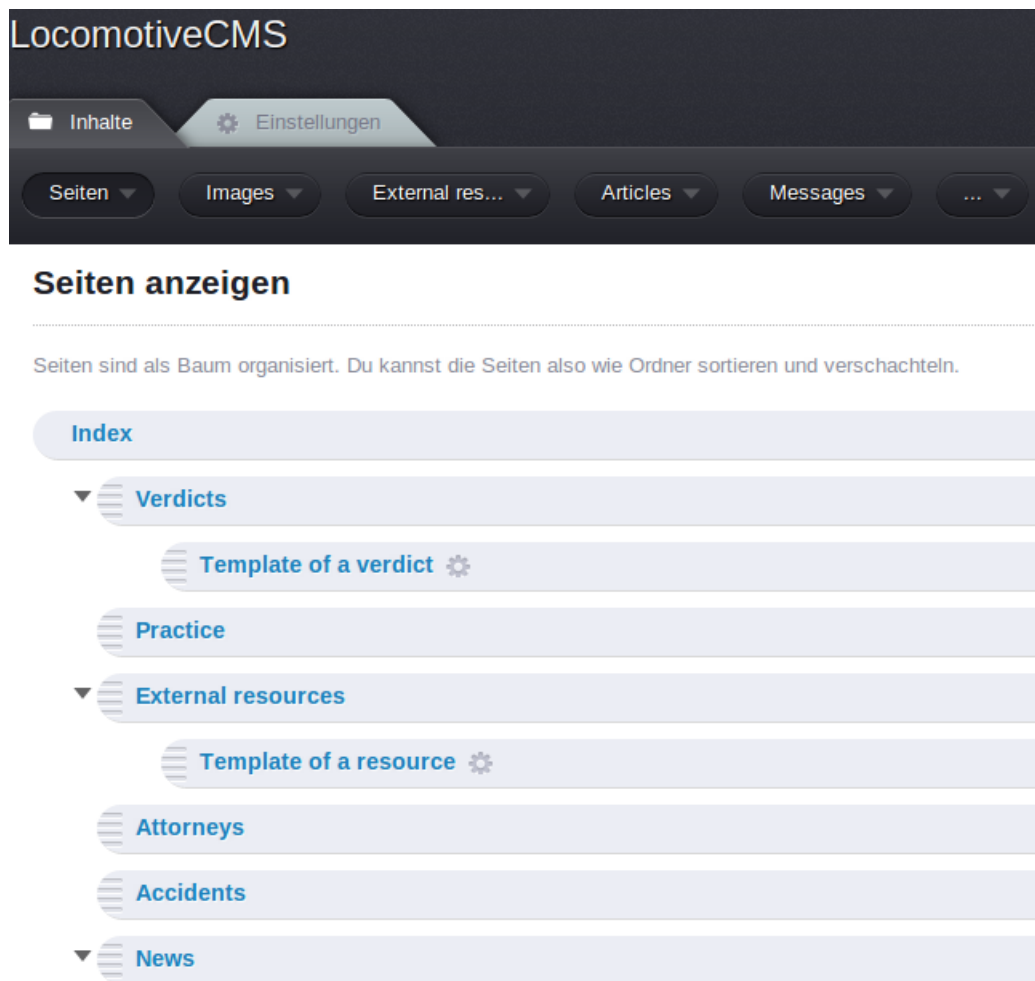 LocomotiveCMS
Inhalte Einstellungen
Seiten Images External res... Articles Messages ...
Seiten anzeigen
Seiten sind als Baum organisiert. Du kannst die Seiten also wie Ordner sortieren und verschachteln.
Index
Verdicts
Template of a verdict
Practice
External resources
Template of a resource
Attorneys
Accidents
News